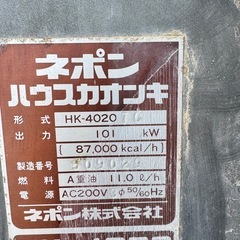 ネポン
ハウスカオンキ
形式 HK-4020
出力 101 kW
[ 87,000 kcal/h ]
製造番号
燃料 A重油 11.0 ℓ/h
電源 AC200V 50/60Hz
ネポン株式会社